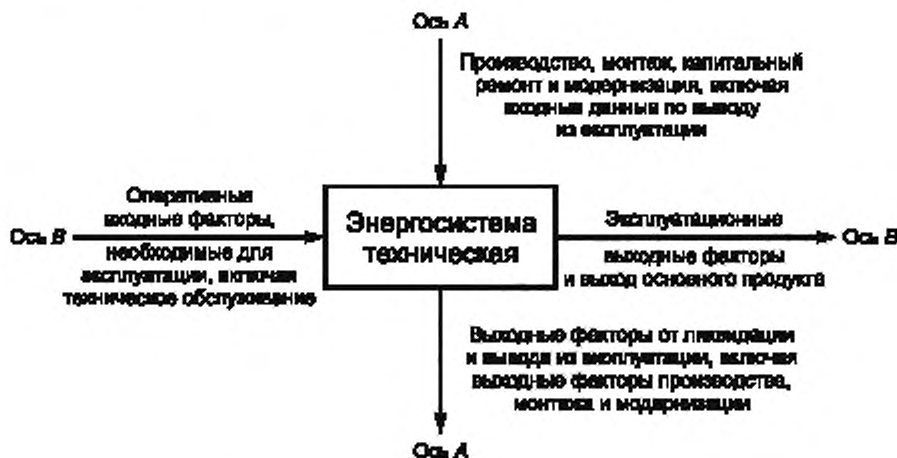 Ось А
Производство, монтаж, капитальный
ремонт и модернизация, включая
входные данные по выводу
из эксплуатации
Оперативные
входные факторы,
Ось В
необходимые для
эксплуатации, включая
техническое обслуживание
Энергосистема
техническая
Эксплуатационные
Ось В
выходные факторы
и выход основного продукта
Выходные факторы от ликвидации
и вывода из эксплуатации, включая
выходные факторы производства,
монтажа и модернизации
Ось А